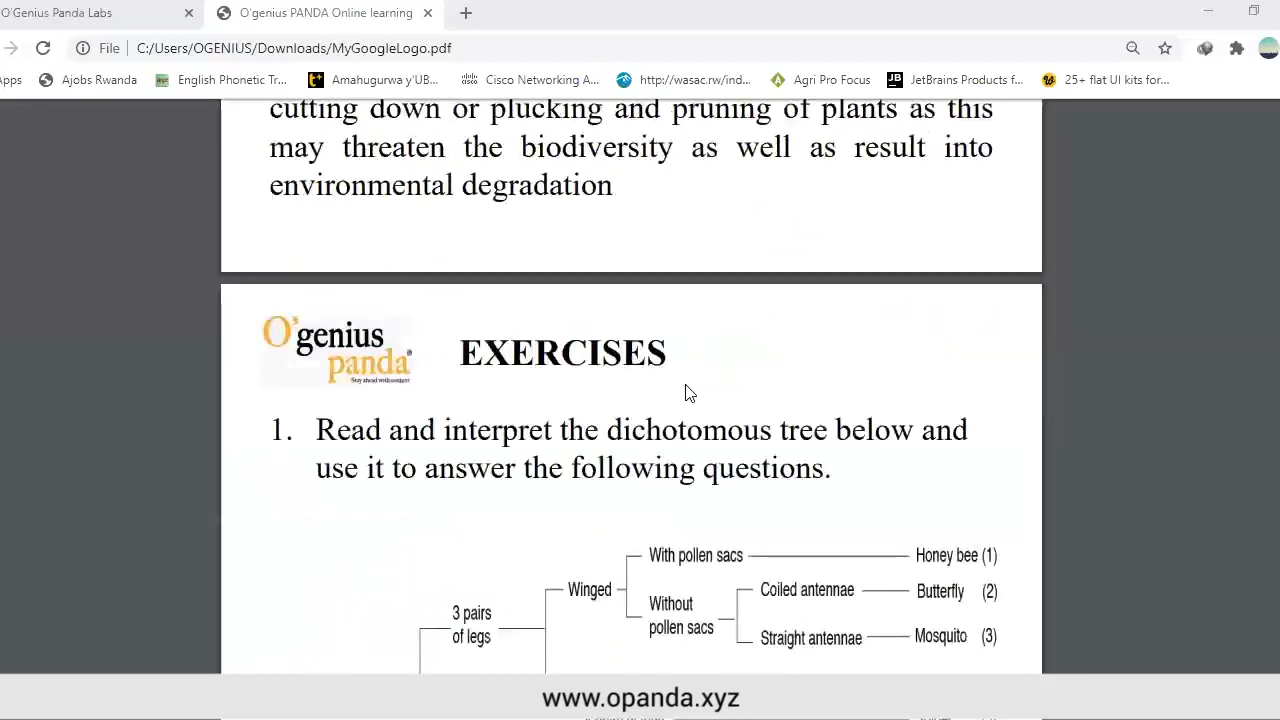 O'Genius Panda Labs
O'genius PANDA Online learning
File
C:/Users/OGENIUS/Downloads/MyGoogleLogo.pdf
Apps
Ajobs Rwanda
English Phonetic Tr...
Amahugurwa y'UB...
Cisco Networking A...
http://wasac.rw/ind...
Agri Pro Focus
JetBrains Products f...
25+ flat UI kits for...
cutting down or plucking and pruning of plants as this
may threaten the biodiversity as well as result into
environmental degradation
O'genius
panda
Stay ahead with content
EXERCISES
1. Read and interpret the dichotomous tree below and
use it to answer the following questions.
With pollen sacs
Honey bee (1)
Winged
Coiled antennae
Butterfly (2)
Without
pollen sacs
3 pairs
of legs
Straight antennae
Mosquito (3)
www.opanda.xyz